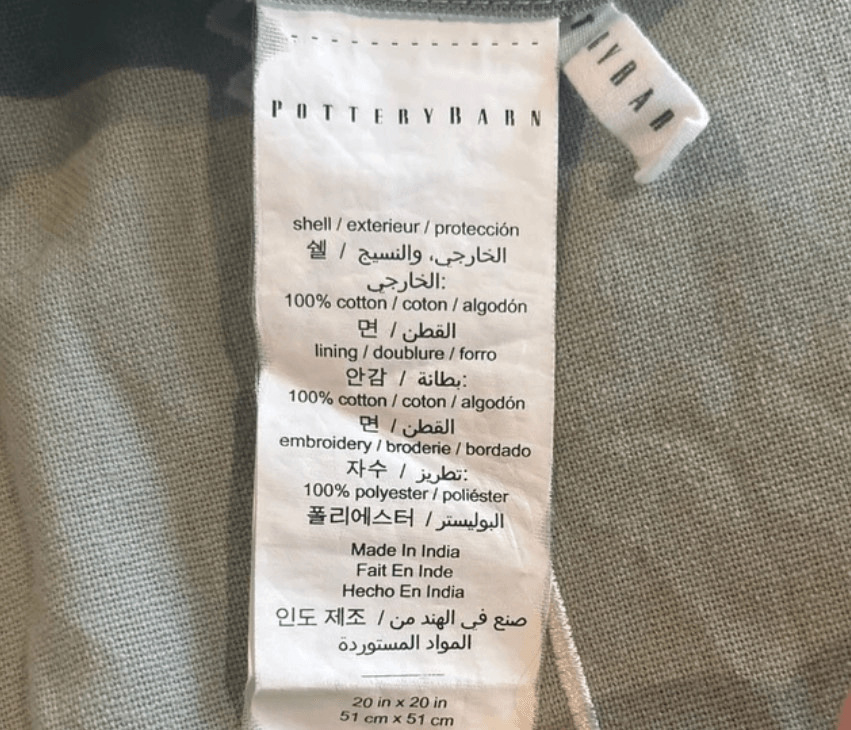 POTTERYBARN
shell / exterieur / protección
쉘 / الخارجي، والنسيج
الخارجي:
100% cotton / coton / algodón
면 / القطن
lining / doublure / forro
안감 / بطانة:
100% cotton / coton / algodón
면 / القطن
embroidery / broderie / bordado
자수 / تطريز:
100% polyester / poliéster
폴리에스터 / البوليستر
Made In India
Fait En Inde
Hecho En India
인도 제조 / صنع في الهند من
المواد المستوردة
20 in x 20 in
51 cm x 51 cm